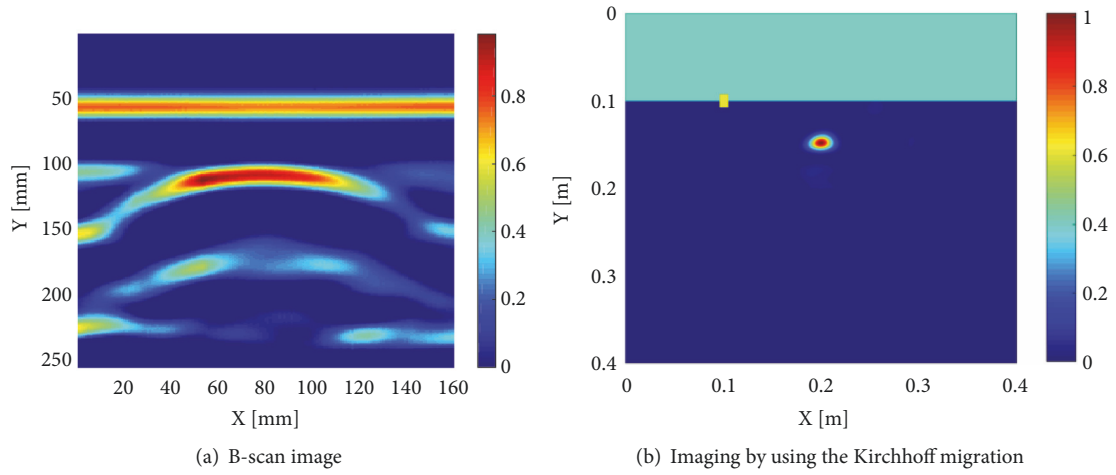 50
100
150
200
250
Y [mm]
20 40 60 80 100 120 140 160
X [mm]
0.8
0.6
0.4
0.2
0
(a) B-scan image
0
0.1
0.2
0.3
0.4
Y [m]
0 0.1 0.2 0.3 0.4
X [m]
1
0.8
0.6
0.4
0.2
0
(b) Imaging by using the Kirchhoff migration